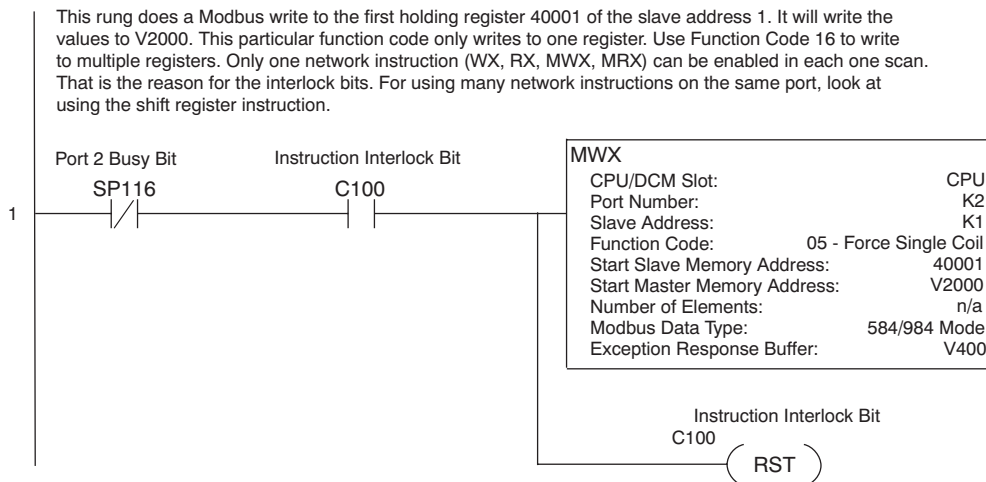 This rung does a Modbus write to the first holding register 40001 of the slave address 1. It will write the
values to V2000. This particular function code only writes to one register. Use Function Code 16 to write
to multiple registers. Only one network instruction (WX, RX, MWX, MRX) can be enabled in each one scan.
That is the reason for the interlock bits. For using many network instructions on the same port, look at
using the shift register instruction.
Port 2 Busy Bit
Instruction Interlock Bit
SP116
C100
1
MWX
CPU/DCM Slot: CPU
Port Number: K2
Slave Address: K1
Function Code: 05 - Force Single Coil
Start Slave Memory Address: 40001
Start Master Memory Address: V2000
Number of Elements: n/a
Modbus Data Type: 584/984 Mode
Exception Response Buffer: V400
Instruction Interlock Bit
C100
RST